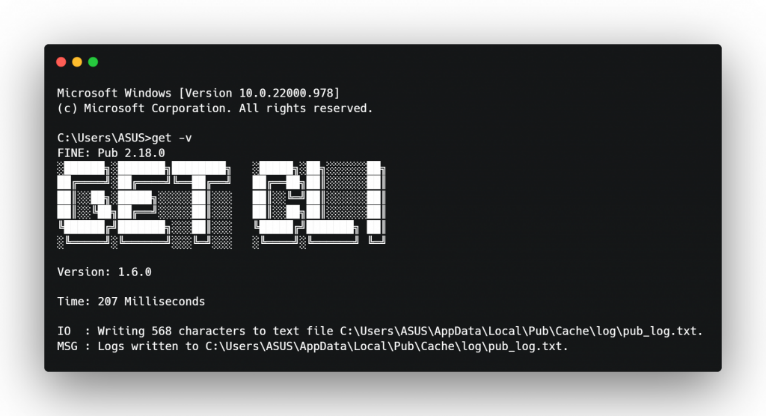 Microsoft Windows [Version 10.0.22000.978]
(c) Microsoft Corporation. All rights reserved.
C:\Users\ASUS>get -v
FINE: Pub 2.18.0
GET CLI
Version: 1.6.0
Time: 207 Milliseconds
IO  : Writing 568 characters to text file C:\Users\ASUS\AppData\Local\Pub\Cache\log\pub_log.txt.
MSG : Logs written to C:\Users\ASUS\AppData\Local\Pub\Cache\log\pub_log.txt.